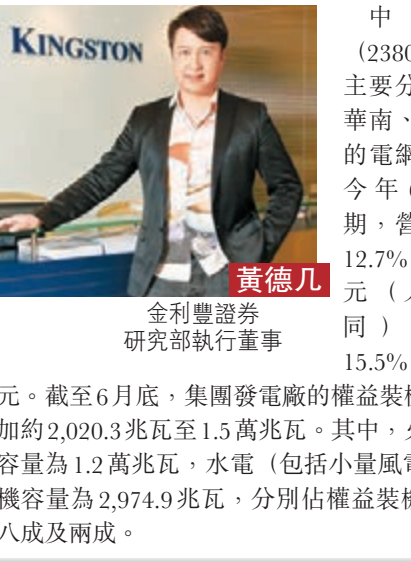 KINGSTON
黃德几
金利豐證券
研究部執行董事
中
（2380
主要分
華南、
的電網
今年
期，營
12.7%
元（
同）
15.5%
元。截至6月底，集團發電廠的權益裝機
加約2,020.3兆瓦至1.5萬兆瓦。其中，
容量為1.2萬兆瓦，水電（包括小量風電
機容量為2,974.9兆瓦，分別佔權益裝機
八成及兩成。